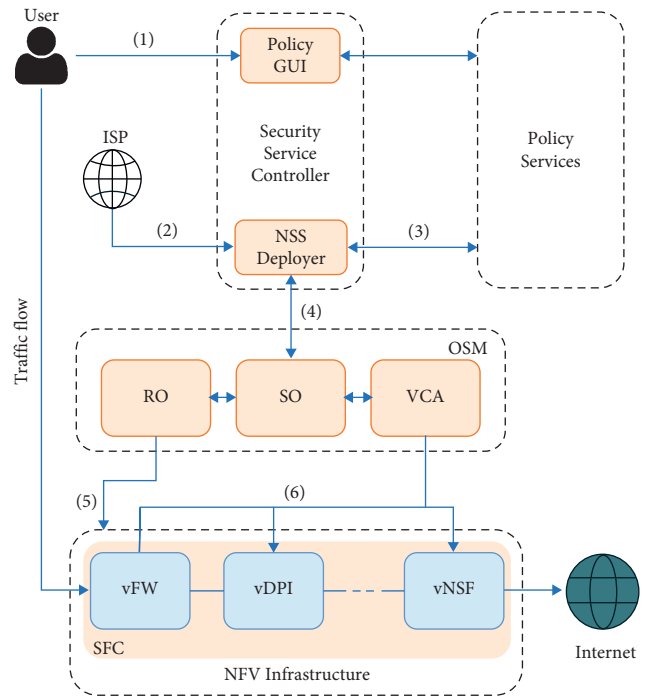 User
(1)
Policy
GUI
ISP
Security
Service
Controller
Policy
Services
(2)
NSS
Deployer
(3)
(4)
OSM
RO
SO
VCA
Traffic flow
(5)
(6)
vFW
vDPI
vNSF
SFC
Internet
NFV Infrastructure